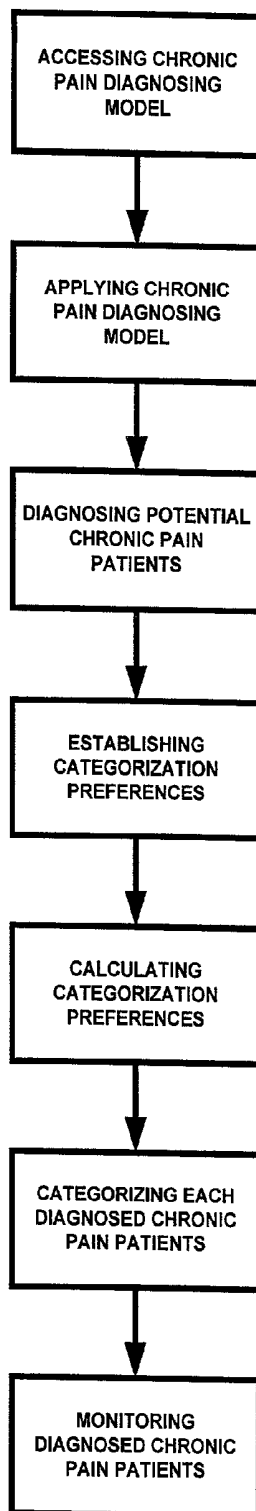 ACCESSING CHRONIC
PAIN DIAGNOSING
MODEL
APPLYING CHRONIC
PAIN DIAGNOSING
MODEL
DIAGNOSING POTENTIAL
CHRONIC PAIN
PATIENTS
ESTABLISHING
CATEGORIZATION
PREFERENCES
CALCULATING
CATEGORIZATION
PREFERENCES
CATEGORIZING EACH
DIAGNOSED CHRONIC
PAIN PATIENTS
MONITORING
DIAGNOSED CHRONIC
PAIN PATIENTS